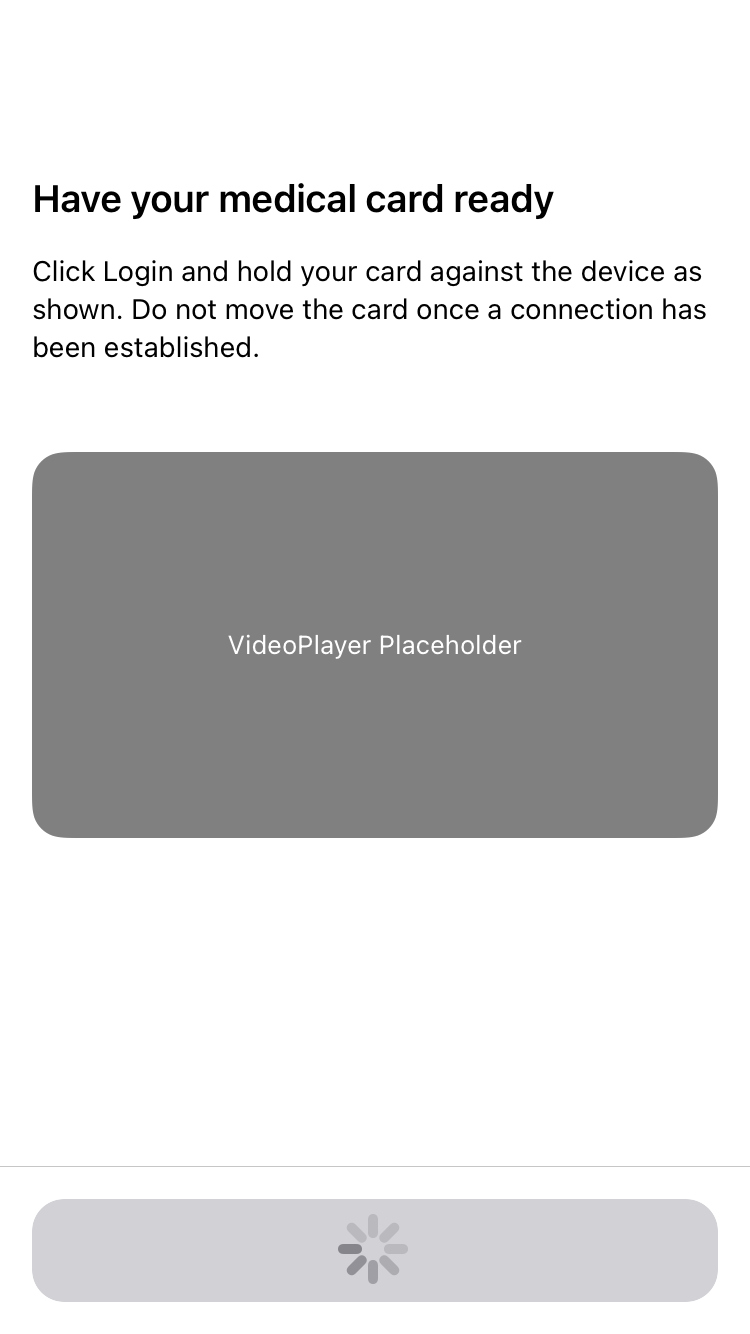 Have your medical card ready
Click Login and hold your card against the device as
shown. Do not move the card once a connection has
been established.
VideoPlayer Placeholder